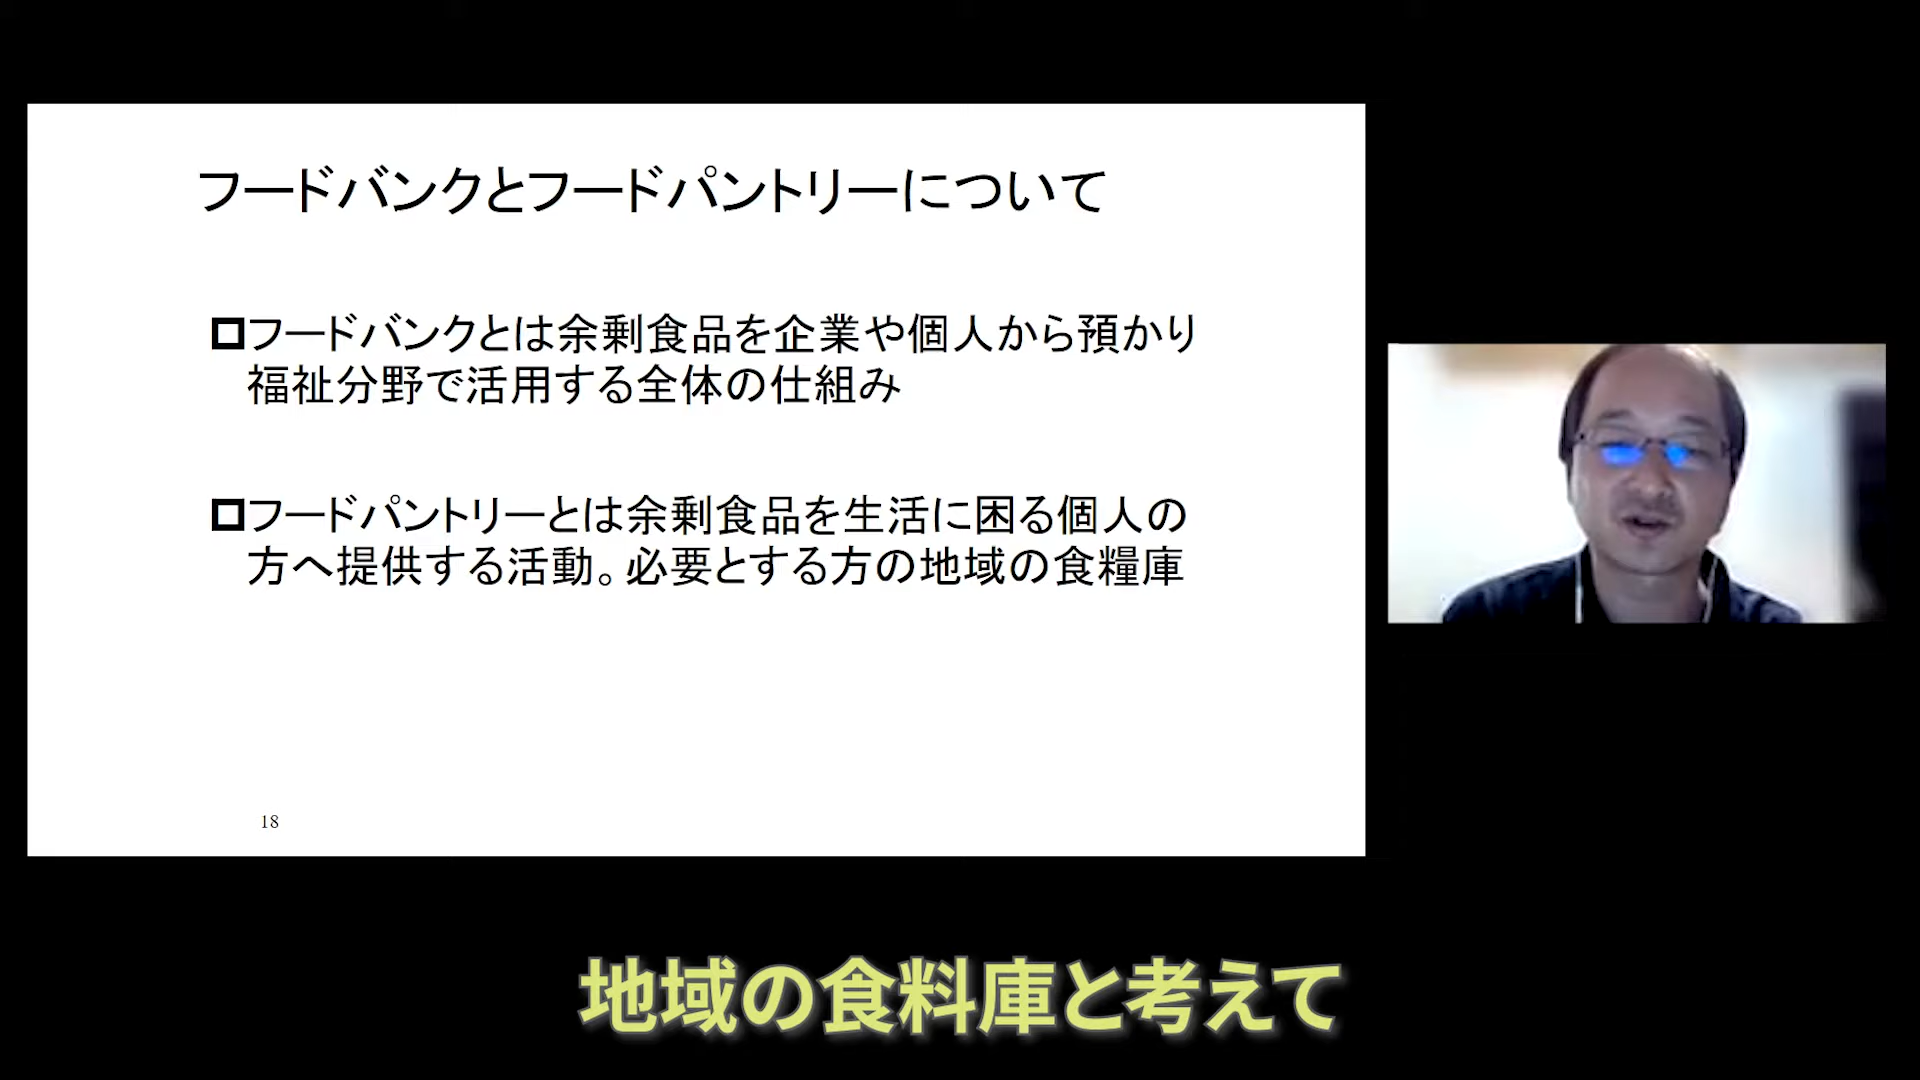 フードバンクとフードパントリーについて
フードバンクとは余剰食品を企業や個人から預かり
福祉分野で活用する全体の仕組み
フードパントリーとは余剰食品を生活に困る個人の
方へ提供する活動。必要とする方の地域の食糧庫
18
地域の食料庫と考えて